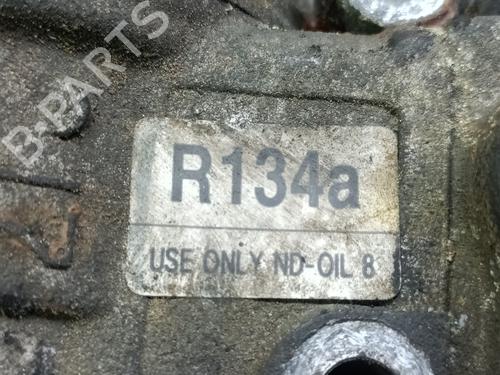 B-PARTS
R134a
USE ONLY ND-OIL 8